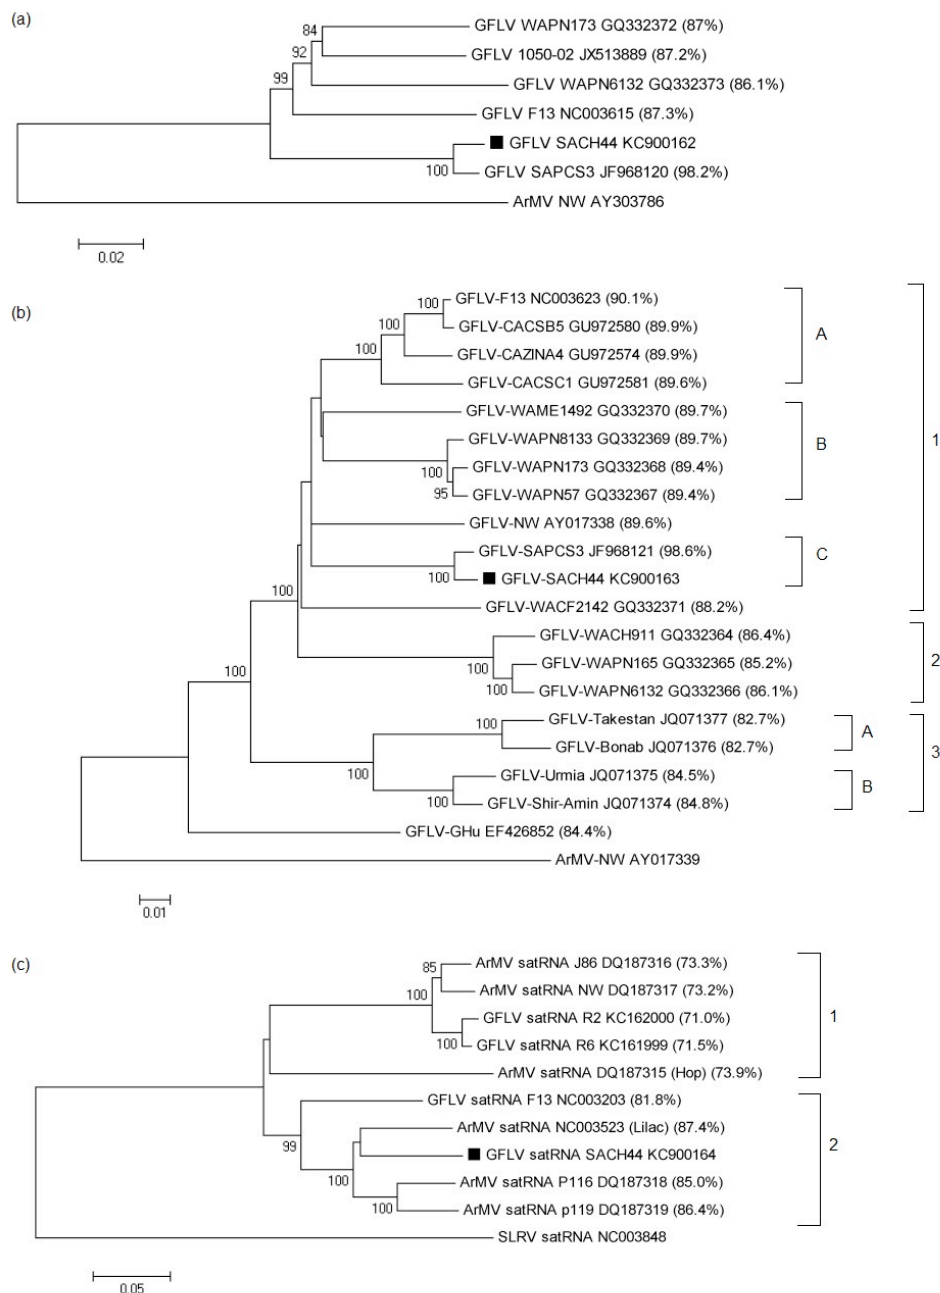 (a)
GFLV WAPN173 GQ332372 (87%)
84
GFLV 1050-02 JX513889 (87.2%)
92
GFLV WAPN6132 GQ332373 (86.1%)
99
GFLV F13 NC003615 (87.3%)
GFLV SACH44 KC900162
100
GFLV SAPCS3 JF968120 (98.2%)
ArMV NW AY303786
0.02
(b)
GFLV-F13 NC003623 (90.1%)
100
GFLV-CACSB5 GU972580 (89.9%)
100
A
GFLV-CAZINA4 GU972574 (89.9%)
100
GFLV-CACSC1 GU972581 (89.6%)
GFLV-WAME1492 GQ332370 (89.7%)
GFLV-WAPN8133 GQ332369 (89.7%)
B
1
100
GFLV-WAPN173 GQ332368 (89.4%)
95
GFLV-WAPN57 GQ332367 (89.4%)
GFLV-NW AY017338 (89.6%)
GFLV-SAPCS3 JF968121 (98.6%)
C
100
GFLV-SACH44 KC900163
100
GFLV-WACF2142 GQ332371 (88.2%)
GFLV-WACH911 GQ332364 (86.4%)
GFLV-WAPN165 GQ332365 (85.2%)
2
100
100
100
GFLV-WAPN6132 GQ332366 (86.1%)
GFLV-Takestan JQ071377 (82.7%)
100
A
GFLV-Bonab JQ071376 (82.7%)
3
100
GFLV-Urmia JQ071375 (84.5%)
B
100
GFLV-Shir-Amin JQ071374 (84.8%)
GFLV-GHu EF426852 (84.4%)
ArMV-NW AY017339
0.01
(c)
ArMV satRNA J86 DQ187316 (73.3%)
85
ArMV satRNA NW DQ187317 (73.2%)
100
GFLV satRNA R2 KC162000 (71.0%)
1
100
GFLV satRNA R6 KC161999 (71.5%)
ArMV satRNA DQ187315 (Hop) (73.9%)
GFLV satRNA F13 NC003203 (81.8%)
ArMV satRNA NC003523 (Lilac) (87.4%)
99
2
GFLV satRNA SACH44 KC900164
100
ArMV satRNA P116 DQ187318 (85.0%)
100
ArMV satRNA p119 DQ187319 (86.4%)
SLRV satRNA NC003848
0.05